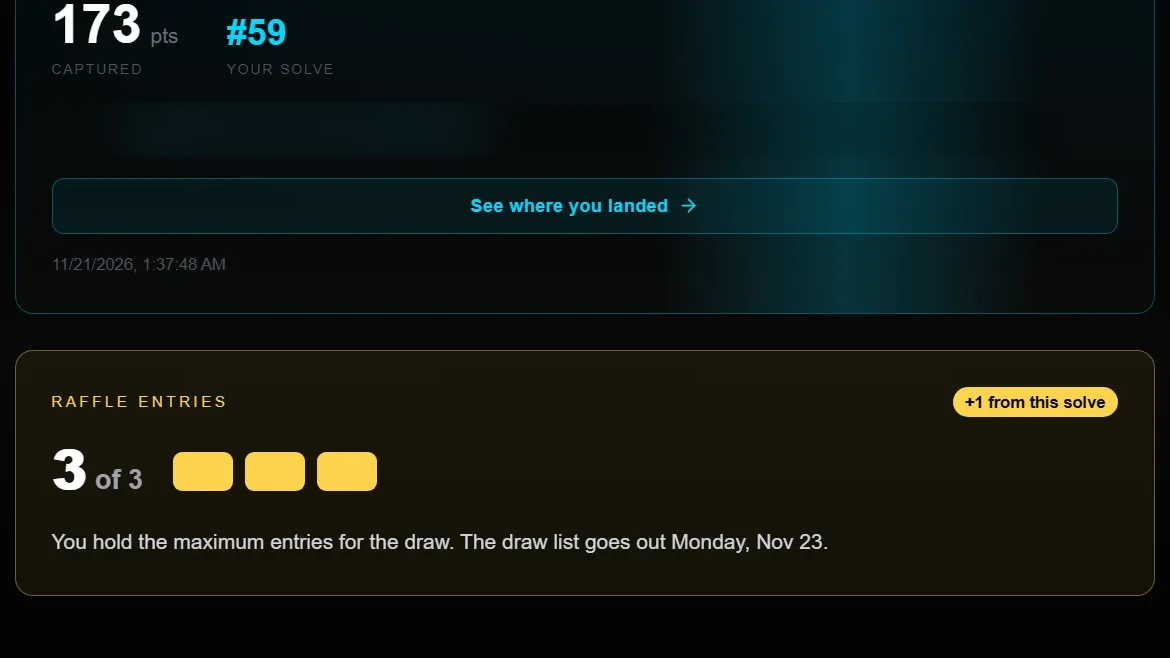 173 pts #59
CAPTURED YOUR SOLVE
See where you landed →
11/21/2026, 1:37:48 AM
RAFFLE ENTRIES +1 from this solve
3 of 3
You hold the maximum entries for the draw. The draw list goes out Monday, Nov 23.